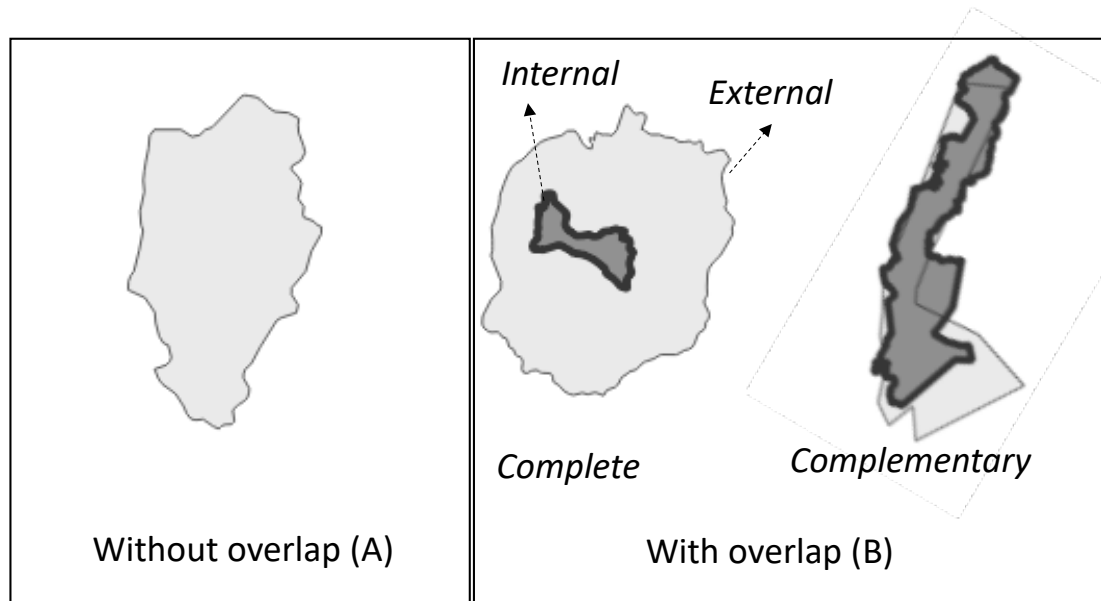 Internal
External
Complete
Complementary
Without overlap (A)
With overlap (B)